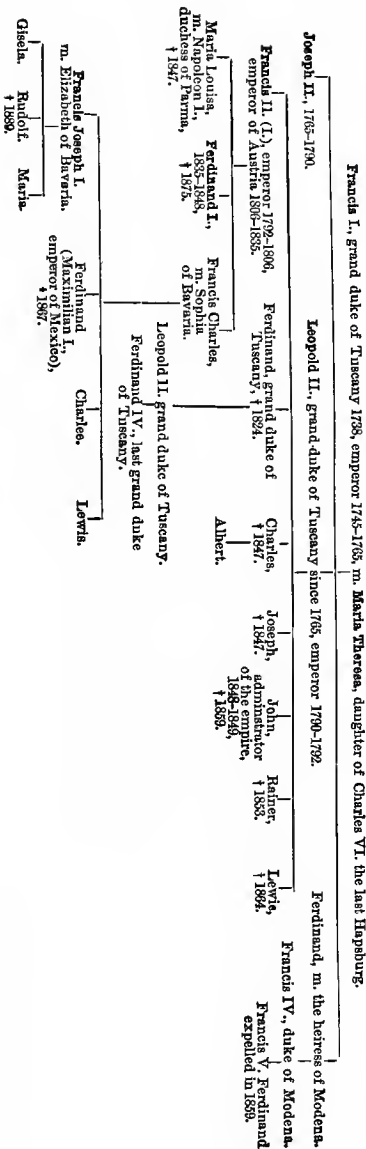 Francis I., grand duke of Tuscany 1738, emperor 1745-1765, m. Maria Theresa, daughter of Charles VI. the last Hapsburg.
Joseph II., 1765-1790.
Leopold II., grand-duke of Tuscany since 1765, emperor 1790-1792.
Ferdinand, m. the heiress of Modena.
Francis IV., duke of Modena.
Francis V. Ferdinand
expelled in 1859.
Francis II. (I.), emperor 1792-1806,
emperor of Austria 1806-1835.
Ferdinand, grand duke of
Tuscany, † 1824.
Charles,
† 1847.
Joseph,
† 1847.
John,
adminstrator
of the empire,
1848-1849,
† 1859.
Rainer,
† 1853.
Lewis,
† 1864.
Maria Louisa,
m. Napoleon I.,
duchess of Parma,
† 1847.
Ferdinand I.,
1835-1848,
† 1875.
Francis Charles,
m. Sophia
of Bavaria.
Leopold II. grand duke of Tuscany.
Ferdinand IV., last grand duke
of Tuscany.
Albert.
Francis Joseph I.
m. Elizabeth of Bavaria.
Ferdinand
(Maximilian I.,
emperor of Mexico),
† 1867.
Charles.
Lewis.
Gisela.
Rudolf.
† 1889.
Maria.